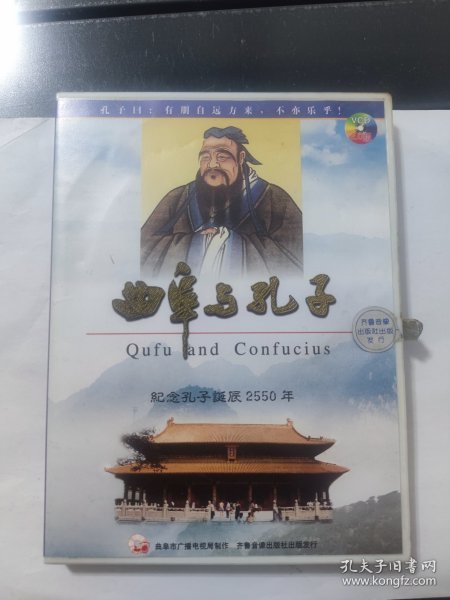 孔子曰：有朋自远方来，不亦乐乎！
VCD
曲阜与孔子
Qufu and Confucius
齐鲁音像
出版社出版
发行
紀念孔子誕辰2550年
曲阜市广播电视局制作 齐鲁音像出版社出版发行
孔夫子旧书网
www.kongfz.com